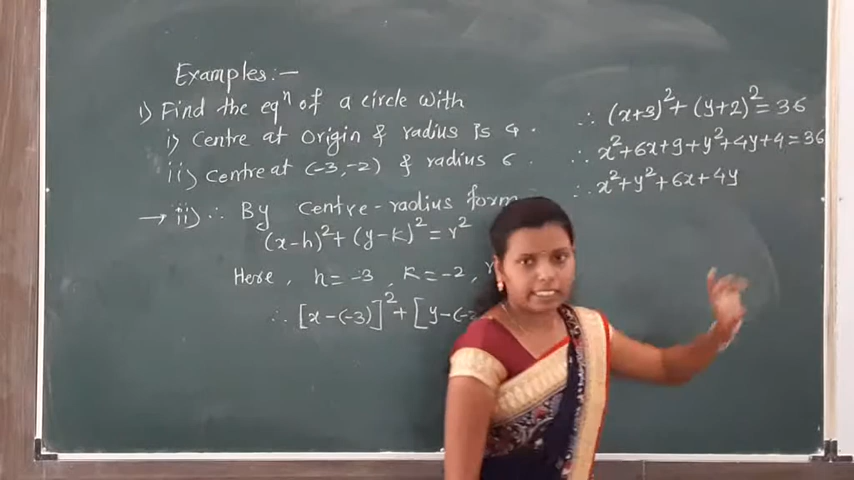 Examples:-
1) Find the eqⁿ of a circle with
i) Centre at Origin & radius is 4.
ii) Centre at (-3,-2) & radius 6.
→ ii) ∴ By Centre-radius form
(x-h)²+(y-k)²=r²
Here, h=-3, k=-2,
∴ [x-(-3)]²+[y-(-2
∴ (x+3)²+(y+2)²=36
∴ x²+6x+9+y²+4y+4=36
∴ x²+y²+6x+4y